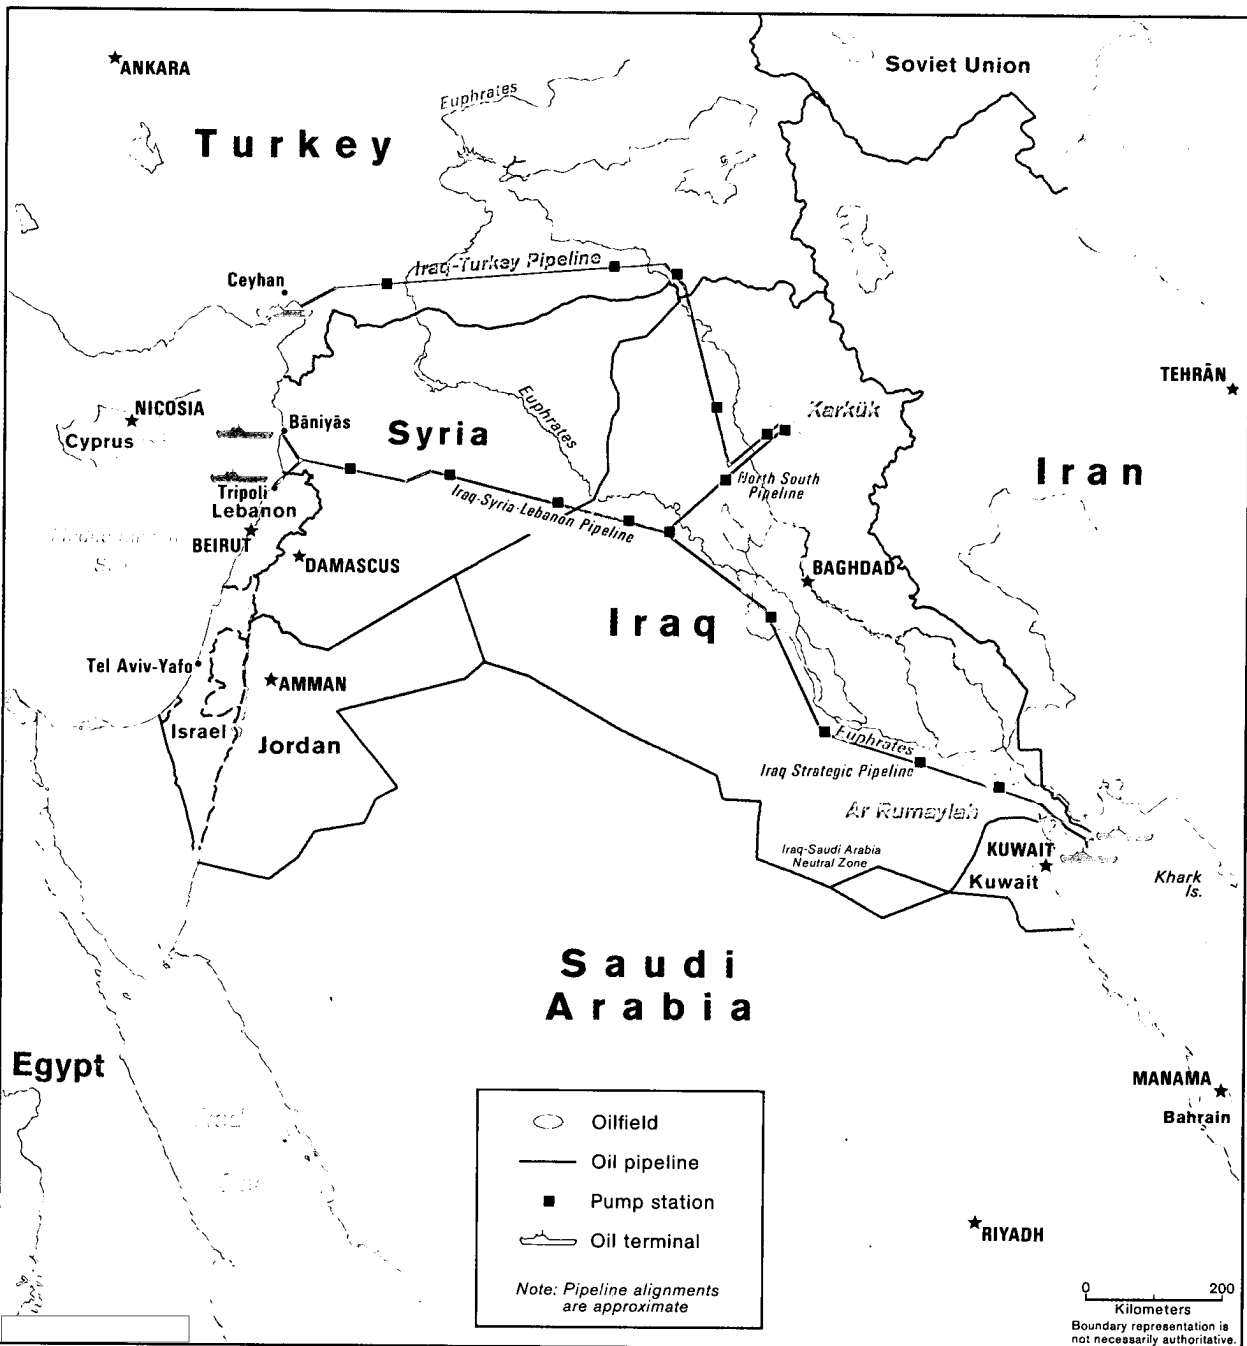 Soviet Union
ANKARA
Euphrates
Turkey
Iraq-Turkey Pipeline
Ceyhan
TEHRĀN
NICOSIA
Karkūk
Cyprus
Bāniyās
Euphrates
Syria
Iran
North South
Pipeline
Tripoli
Iraq-Syria-Lebanon Pipeline
Lebanon
BEIRUT
DAMASCUS
BAGHDAD
Iraq
Tel Aviv-Yafo
AMMAN
Israel
Jordan
Euphrates
Iraq Strategic Pipeline
Ar Rumaylah
Iraq-Saudi Arabia
Neutral Zone
KUWAIT
Kuwait
Khark
Is.
Saudi
Arabia
Egypt
MANAMA
Bahrain
Red
Oilfield
Oil pipeline
Pump station
Oil terminal
Note: Pipeline alignments
are approximate
RIYADH
0 200
Kilometers
Boundary representation is
not necessarily authoritative.